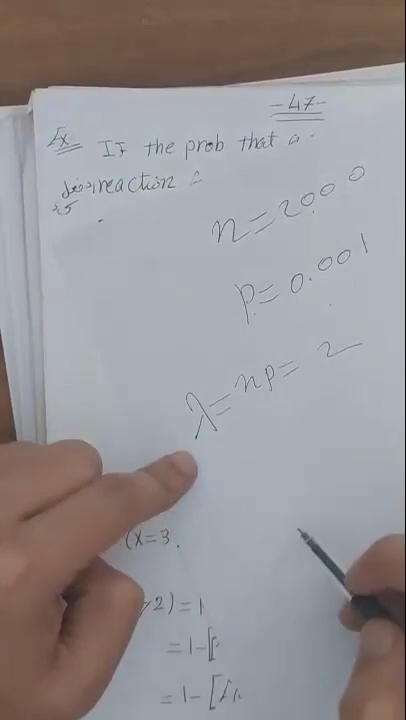 -47-
Ex If the prob that a
reaction
n=2000
p=0.001
λ=np=2
(x=3
2)=1
=1-[
=1-[